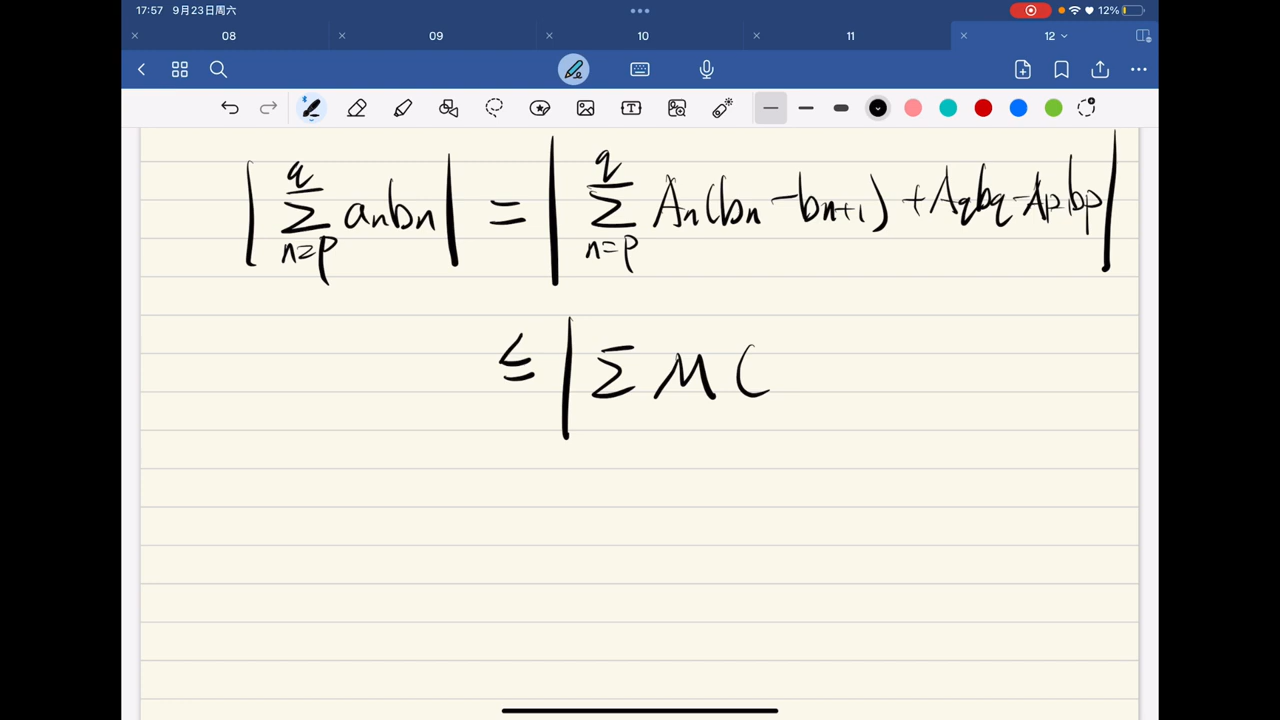 17:57 9月23日周六 12%
08 09 10 11 12
|∑_{n=p}^{q} a_n b_n| = |∑_{n=p}^{q} A_n(b_n - b_{n+1}) + A_q b_q - A_p b_p|
≤ |∑ M (